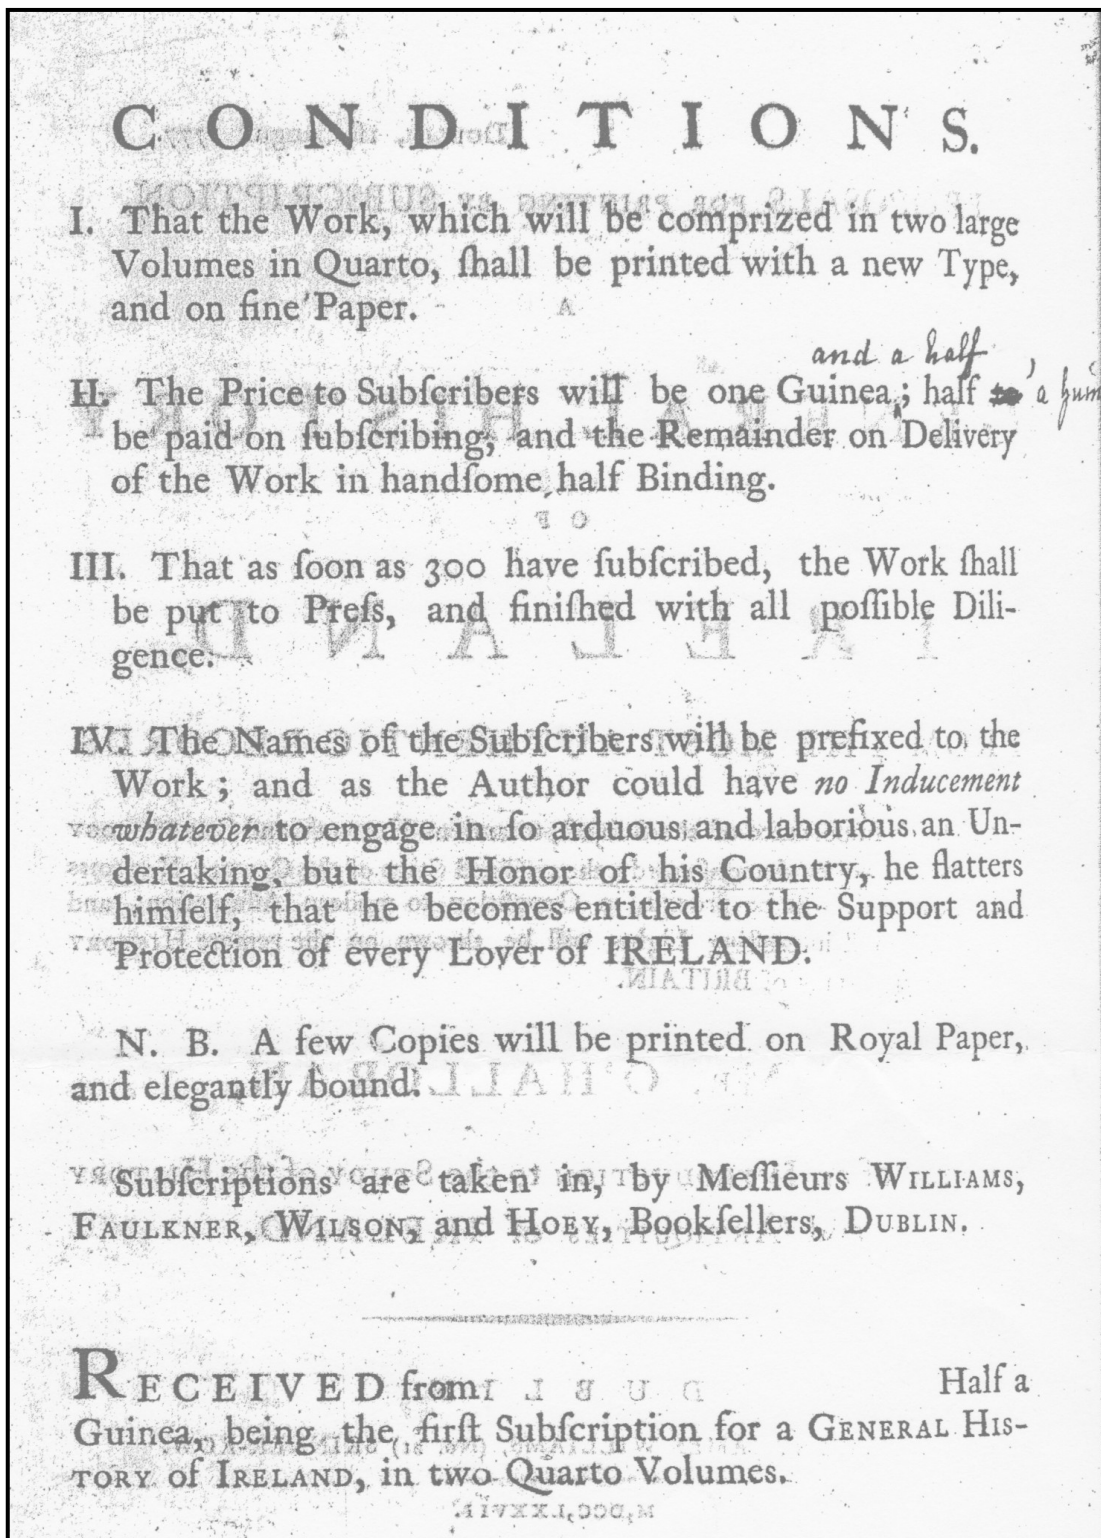 CONDITIONS.
I. That the Work, which will be comprized in two large
Volumes in Quarto, ſhall be printed with a new Type,
and on fine Paper.
and a half
II. The Price to Subſcribers will be one Guinea; half to a
be paid on ſubſcribing, and the Remainder on Delivery
of the Work in handſome half Binding.
III. That as ſoon as 300 have ſubſcribed, the Work ſhall
be put to Preſs, and finiſhed with all poſſible Dili-
gence.
IV. The Names of the Subſcribers will be prefixed to the
Work; and as the Author could have no Inducement
whatever to engage in ſo arduous and laborious an Un-
dertaking, but the Honor of his Country, he flatters
himſelf, that he becomes entitled to the Support and
Protection of every Lover of IRELAND.
N. B. A few Copies will be printed on Royal Paper,
and elegantly bound.
Subſcriptions are taken in, by Meſſieurs WILLIAMS,
FAULKNER, WILSON, and HOEY, Bookſellers, DUBLIN.
RECEIVED from Half a
Guinea, being the firſt Subſcription for a GENERAL HIS-
TORY of IRELAND, in two Quarto Volumes.